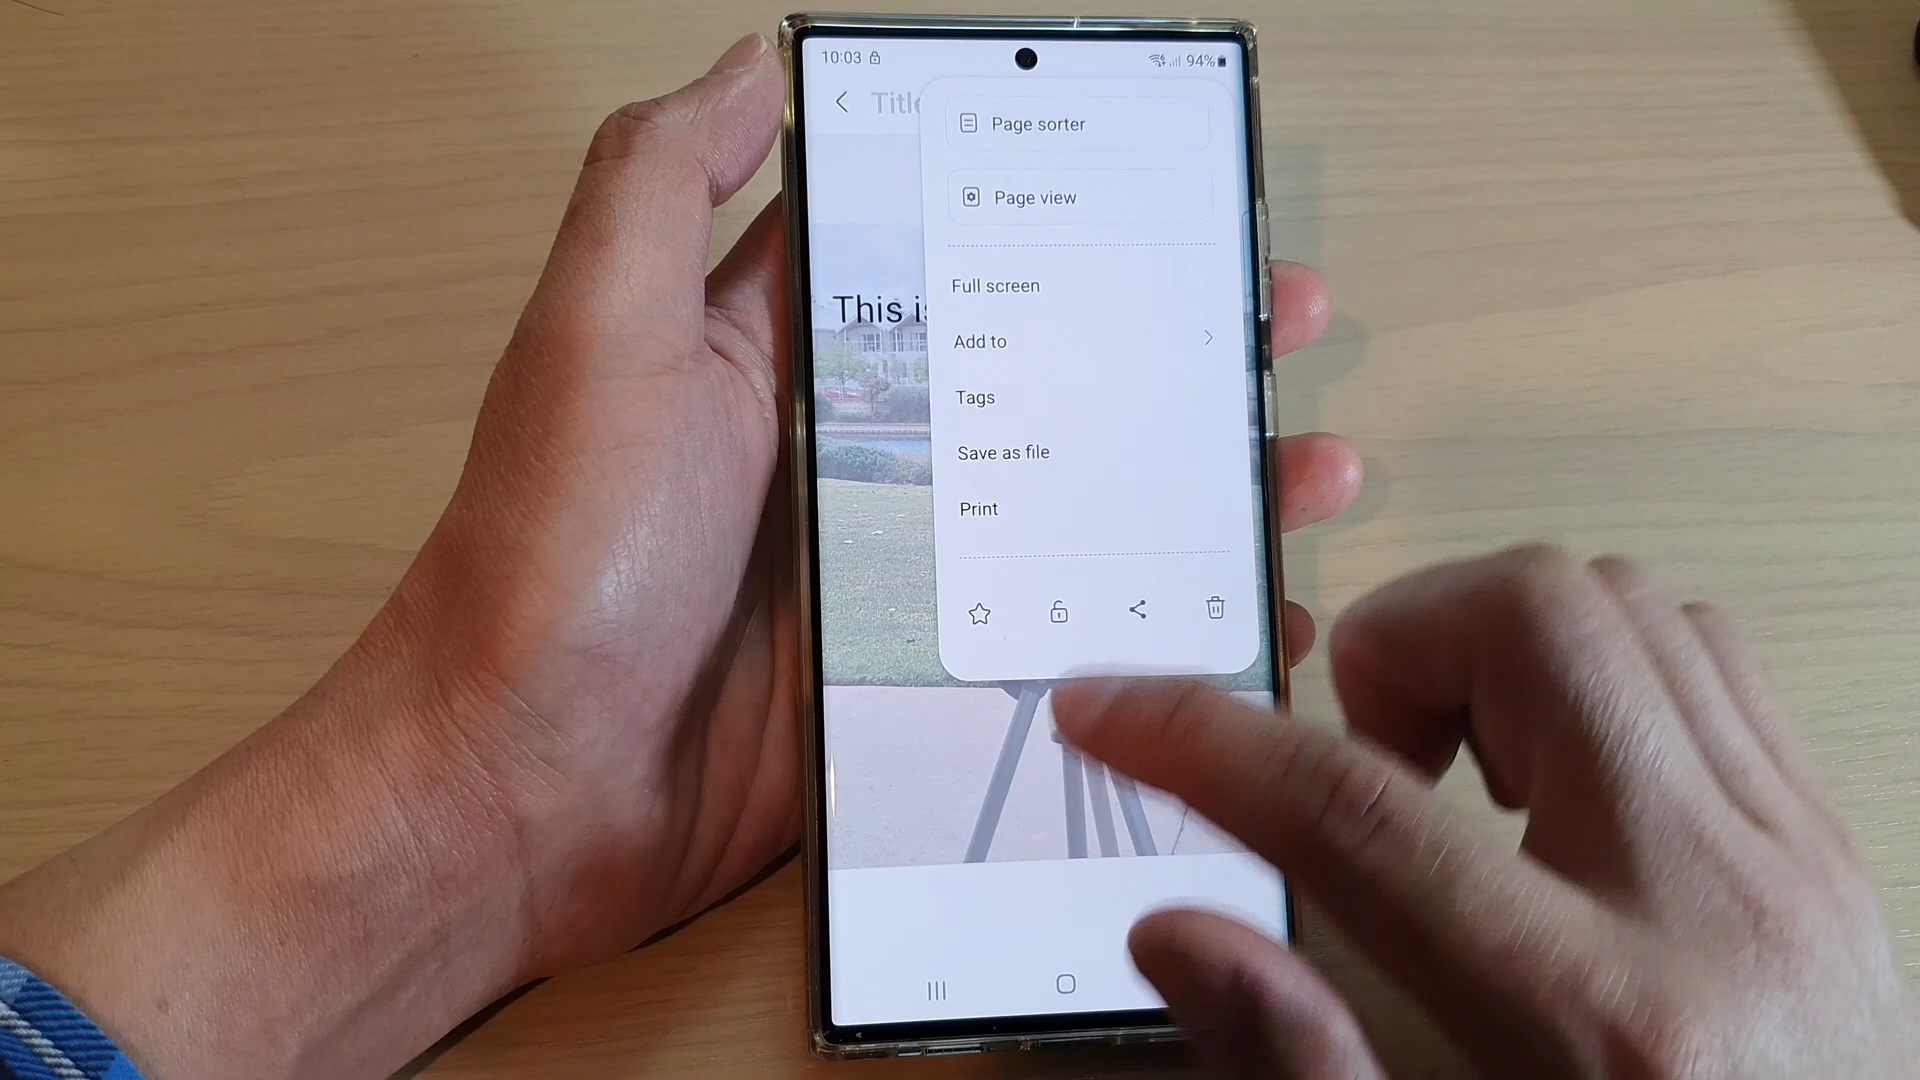 10:03
94%
Title
Page sorter
Page view
This is
Full screen
Add to
Tags
Save as file
Print